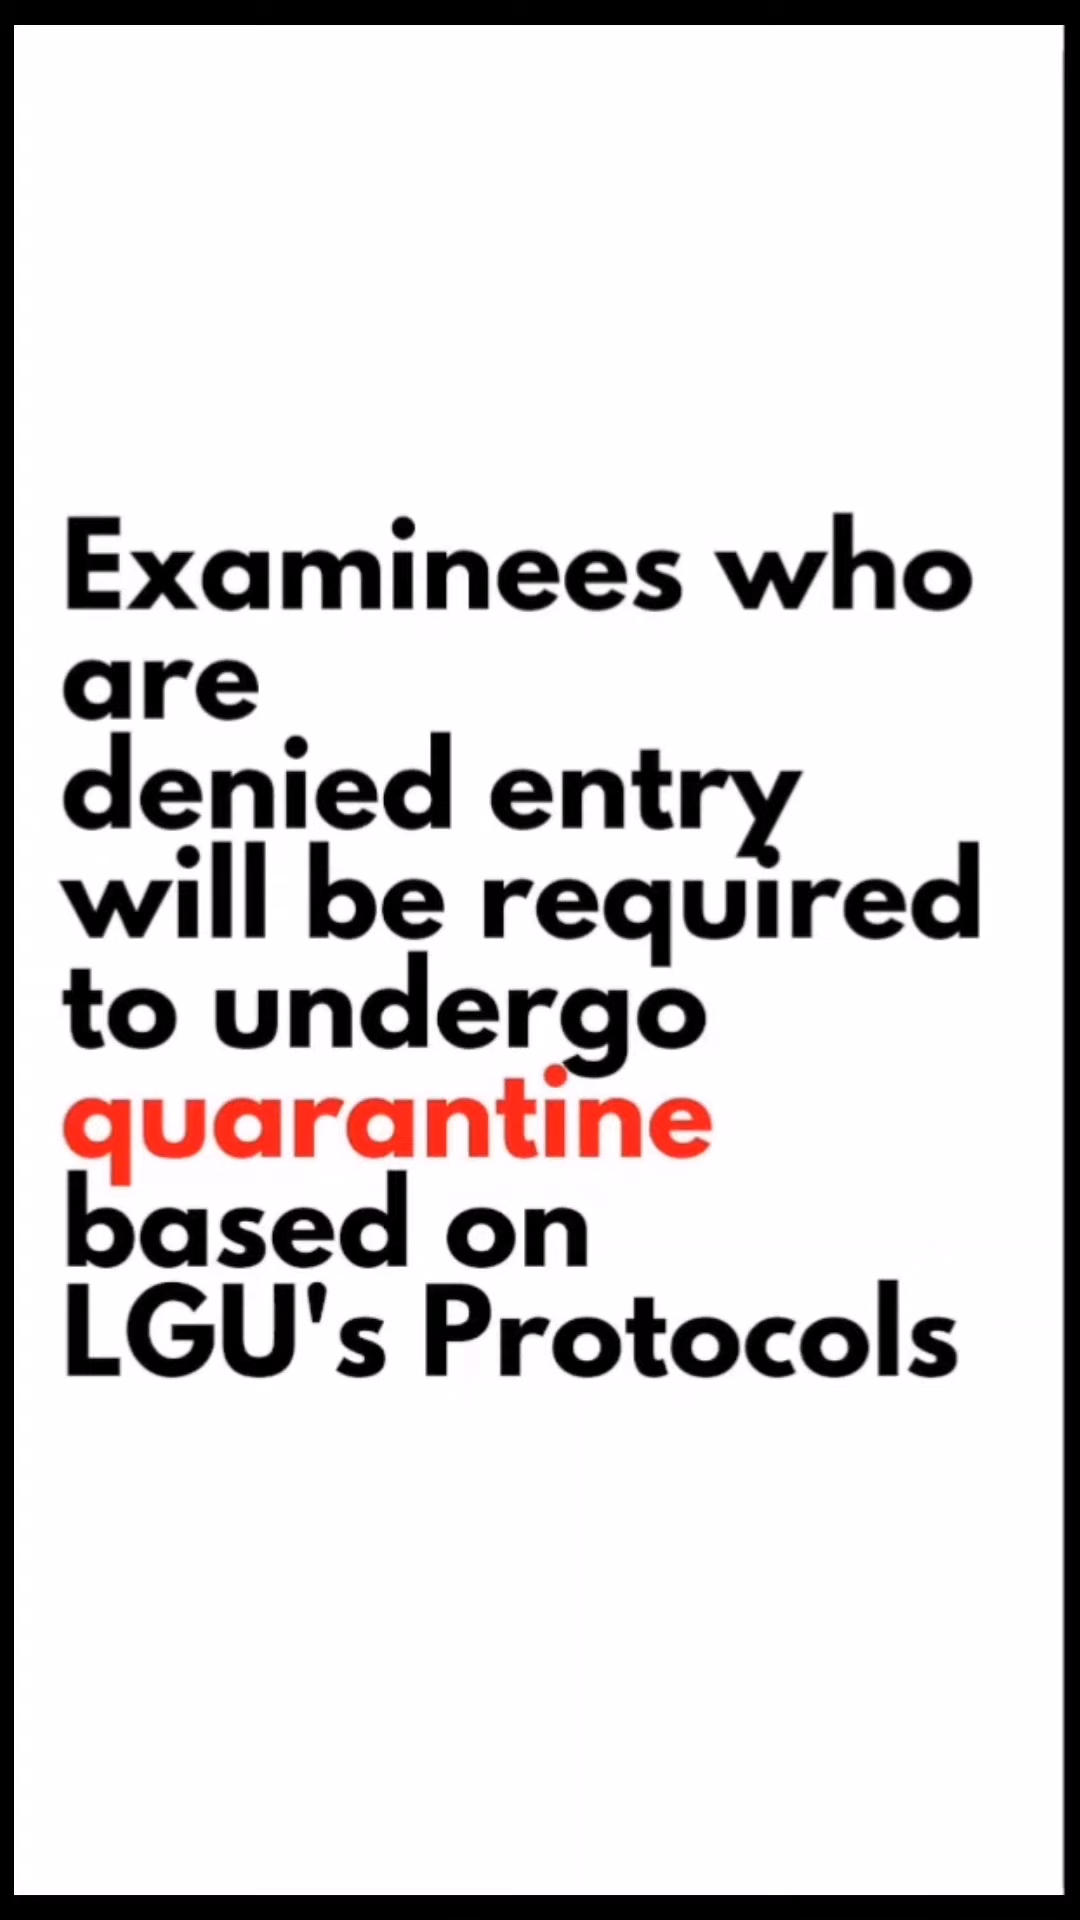 Examinees who
are
denied entry
will be required
to undergo
quarantine
based on
LGU's Protocols